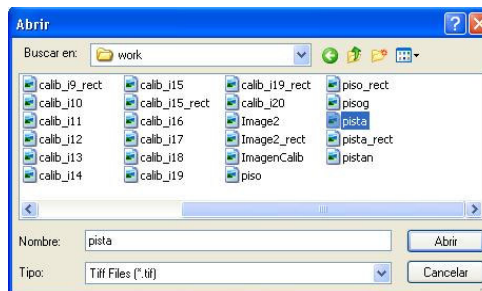 Abrir
Buscar en: work
calib_i9_rect calib_i15 calib_i19_rect piso_rect
calib_i10 calib_i15_rect calib_i20 pisog
calib_i11 calib_i16 Image2 pista
calib_i12 calib_i17 Image2_rect pista_rect
calib_i13 calib_i18 ImagenCalib pistan
calib_i14 calib_i19 piso
Nombre: pista Abrir
Tipo: Tiff Files (*.tif) Cancelar